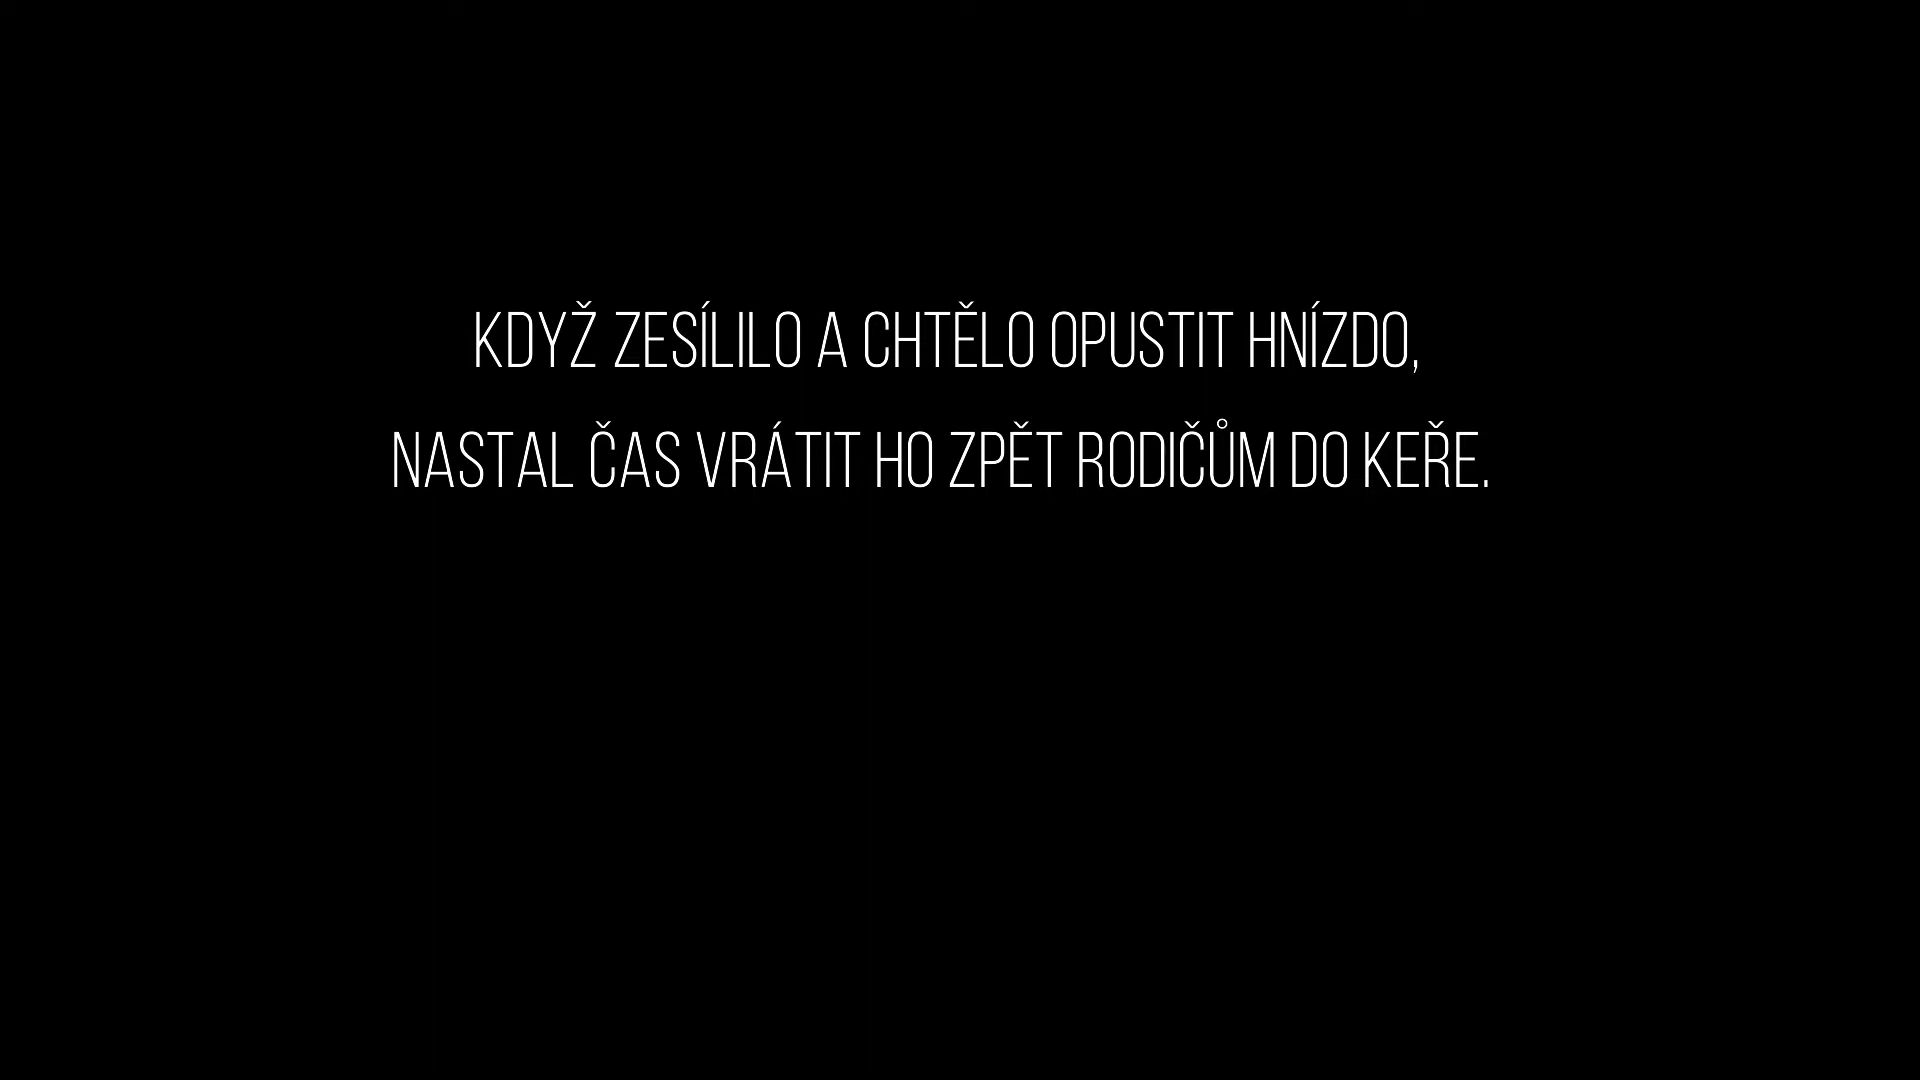 KDYŽ ZESÍLILO A CHTĚLO OPUSTIT HNÍZDO,
NASTAL ČAS VRÁTIT HO ZPĚT RODIČŮM DO KEŘE.